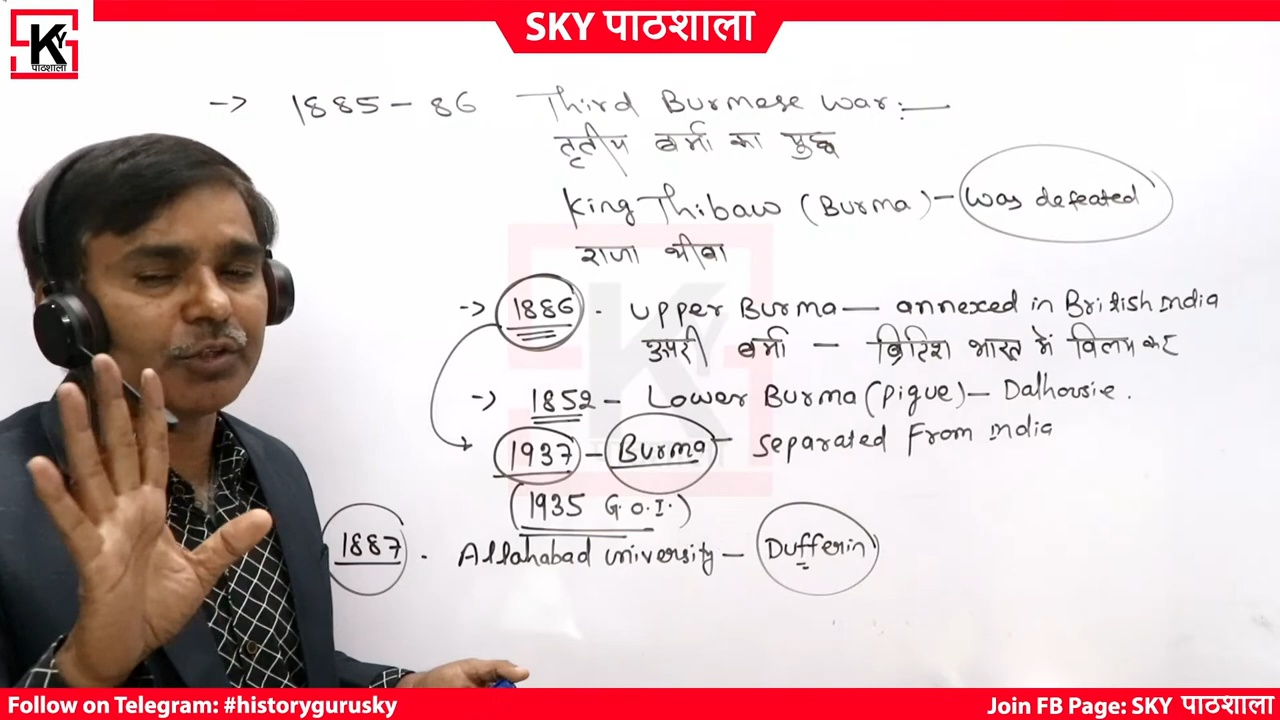 SKY पाठशाला
SKY
पाठशाला
-> 1885-86 Third Burmese war:-
तृतीय बर्मा का युद्ध
King Thibaw (Burma) - was defeated
राजा थीबा
-> 1886 - Upper Burma - annexed in British India
बर्मा - ब्रिटिश भारत में विलय कर
-> 1852 - Lower Burma (Pigue) - Dalhousie.
1937 - Burma - separated from India
(1935 G.O.I.)
1887 - Allahabad University - Dufferin
Follow on Telegram: #historygurusky
Join FB Page: SKY पाठशाला